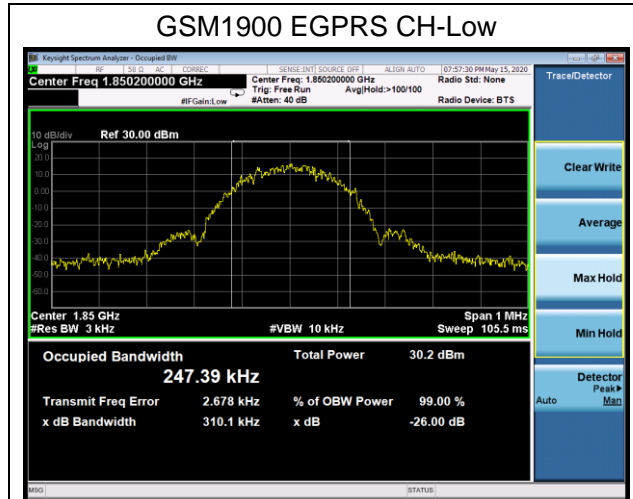 GSM1900 EGPRS CH-Low
Keysight Spectrum Analyzer - Occupied BW
RF 50 Ω AC CORREC SENSE:INT SOURCE OFF ALIGN AUTO 07:57:30 PM May 15, 2020
Center Freq 1.850200000 GHz Center Freq: 1.850200000 GHz Radio Std: None
Trig: Free Run Avg|Hold:>100/100
#IFGain:Low #Atten: 40 dB Radio Device: BTS
Trace/Detector
10 dB/div Ref 30.00 dBm
Log
20.0
10.0
0.00
-10.0
-20.0
-30.0
-40.0
-50.0
-60.0
Center 1.85 GHz Span 1 MHz
#Res BW 3 kHz #VBW 10 kHz Sweep 105.5 ms
Occupied Bandwidth Total Power 30.2 dBm
247.39 kHz
Transmit Freq Error 2.678 kHz % of OBW Power 99.00 %
x dB Bandwidth 310.1 kHz x dB -26.00 dB
Clear Write
Average
Max Hold
Min Hold
Detector
Peak▶
Auto Man
MSG STATUS